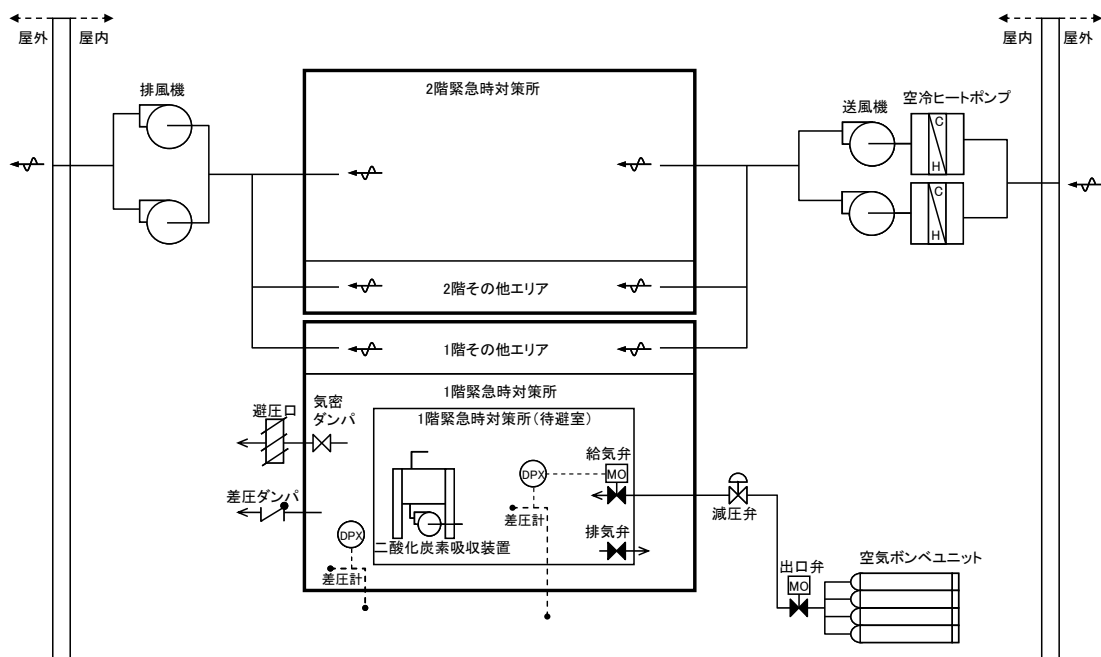 屋外 屋内
屋内 屋外
排風機
2階緊急時対策所
送風機
空冷ヒートポンプ
C
H
C
H
2階その他エリア
1階その他エリア
1階緊急時対策所
避圧口
気密
ダンパ
1階緊急時対策所(待避室)
給気弁
MO
DPX
差圧計
減圧弁
差圧ダンパ
排気弁
DPX
二酸化炭素吸収装置
差圧計
出口弁
MO
空気ボンベユニット